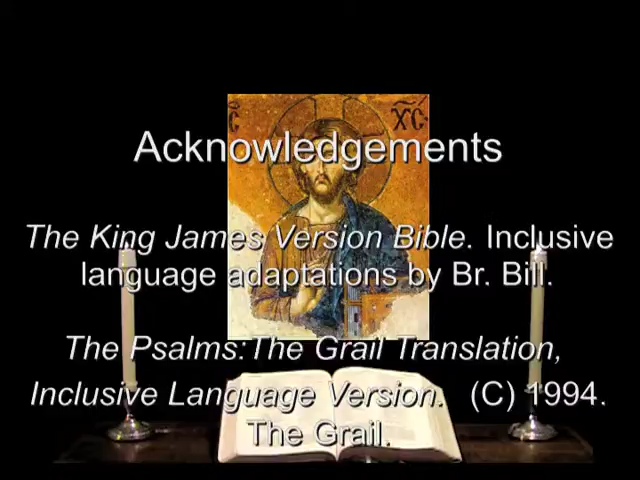 ΧC
Acknowledgements
The King James Version Bible. Inclusive
language adaptations by Br. Bill.
The Psalms:The Grail Translation,
Inclusive Language Version. (C) 1994.
The Grail.